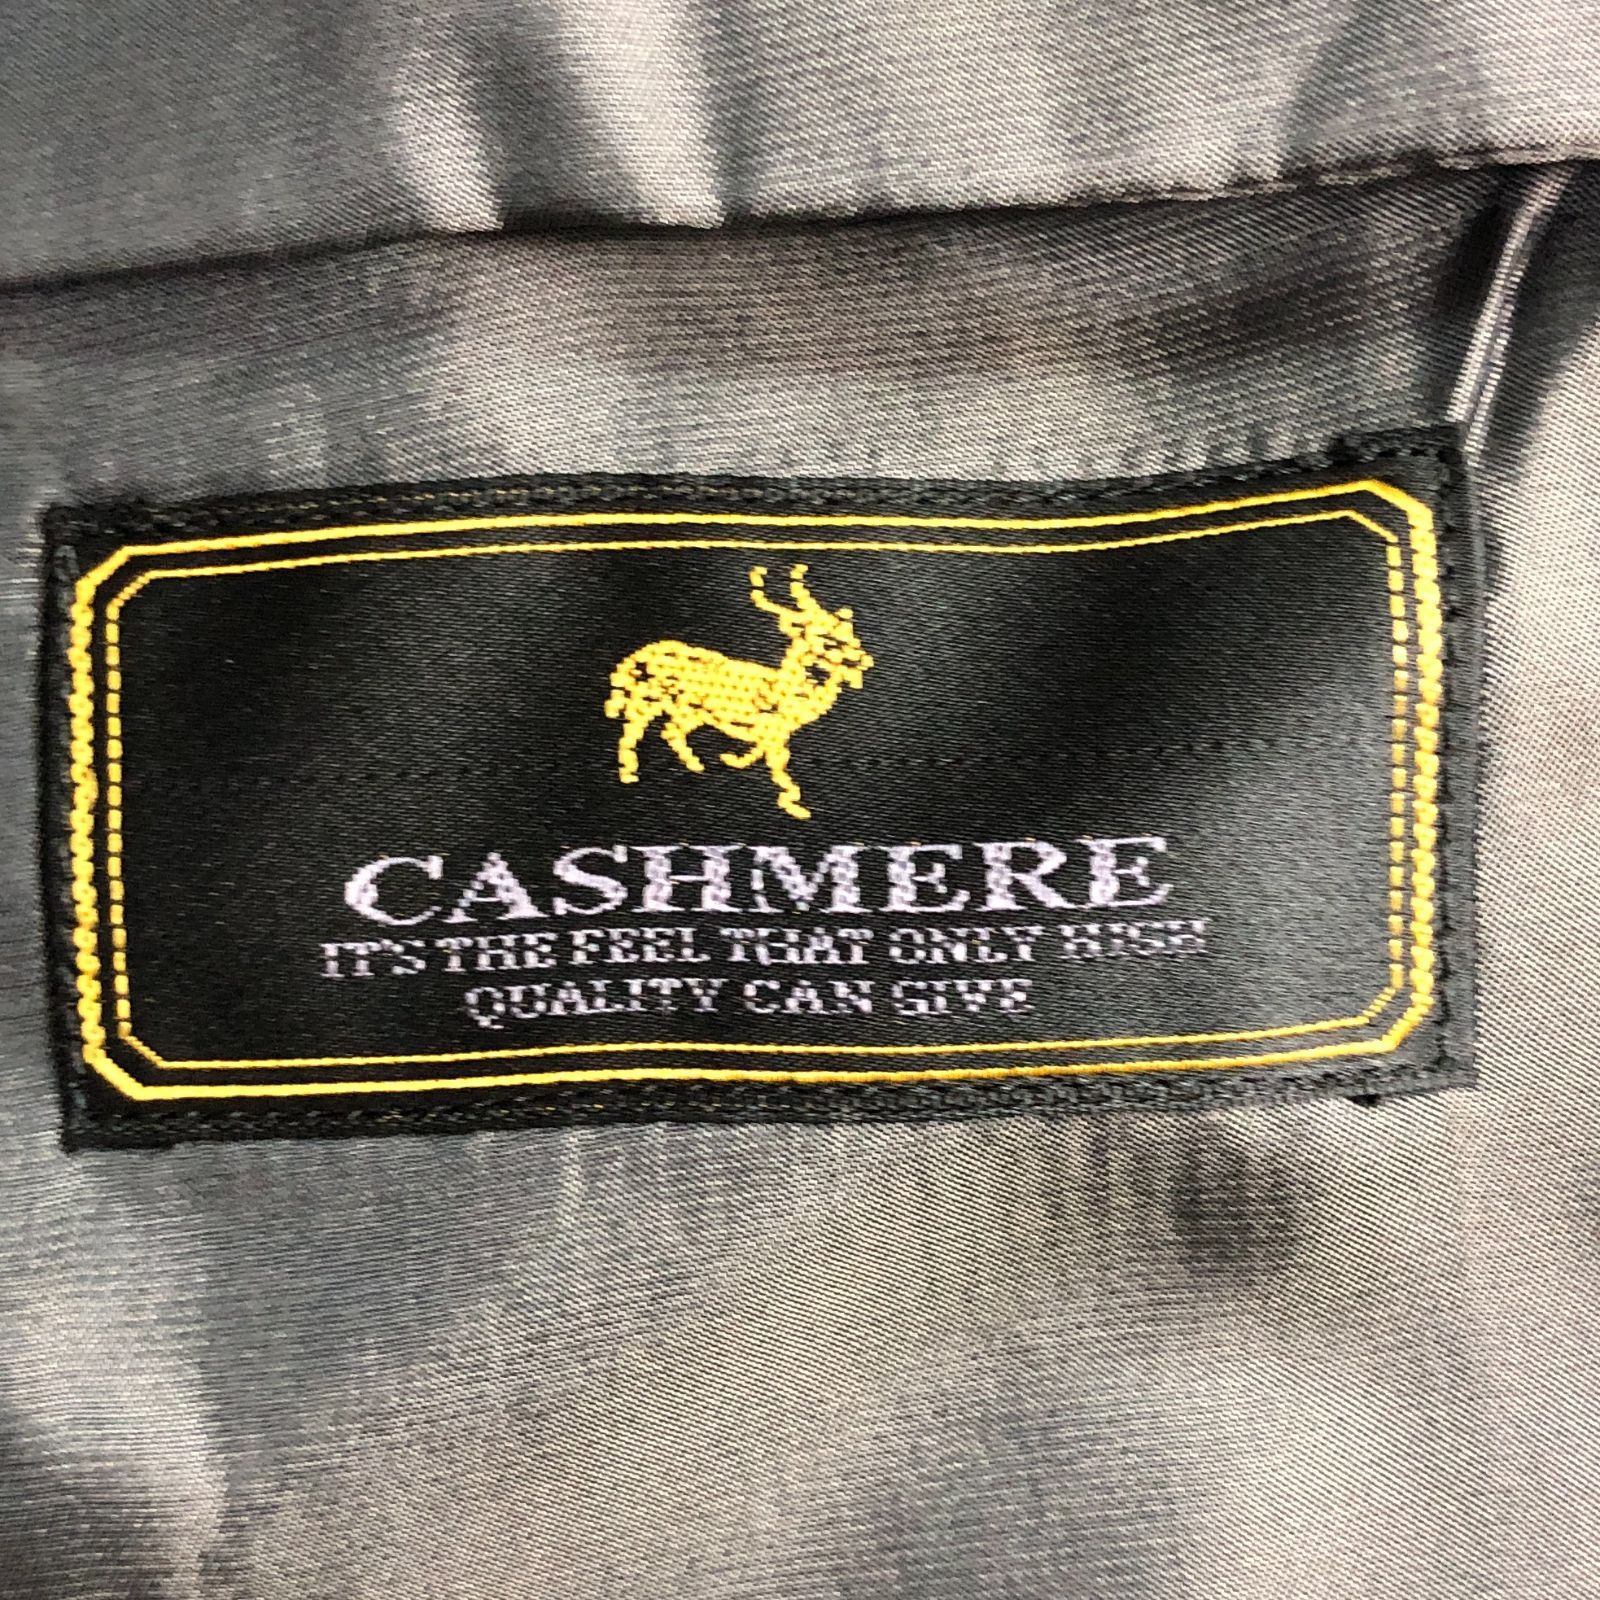 CASHMERE
IT'S THE FEEL THAT ONLY HIGH
QUALITY CAN GIVE